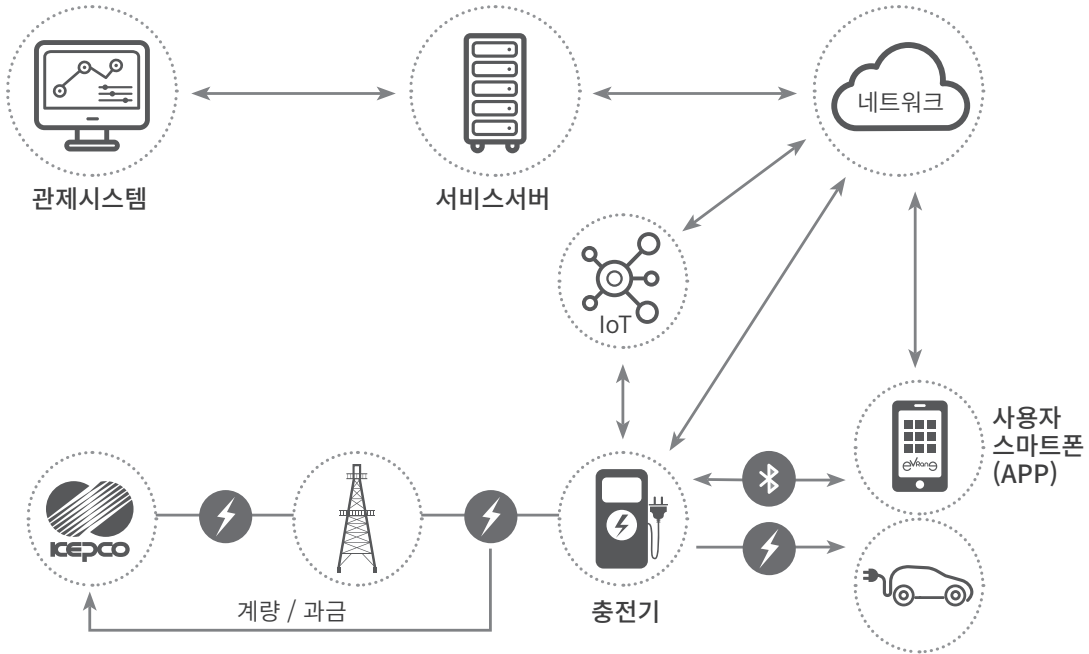 네트워크
관제시스템
서비스서버
IoT
사용자
스마트폰
(APP)
eVRang
KEPCO
계량 / 과금
충전기